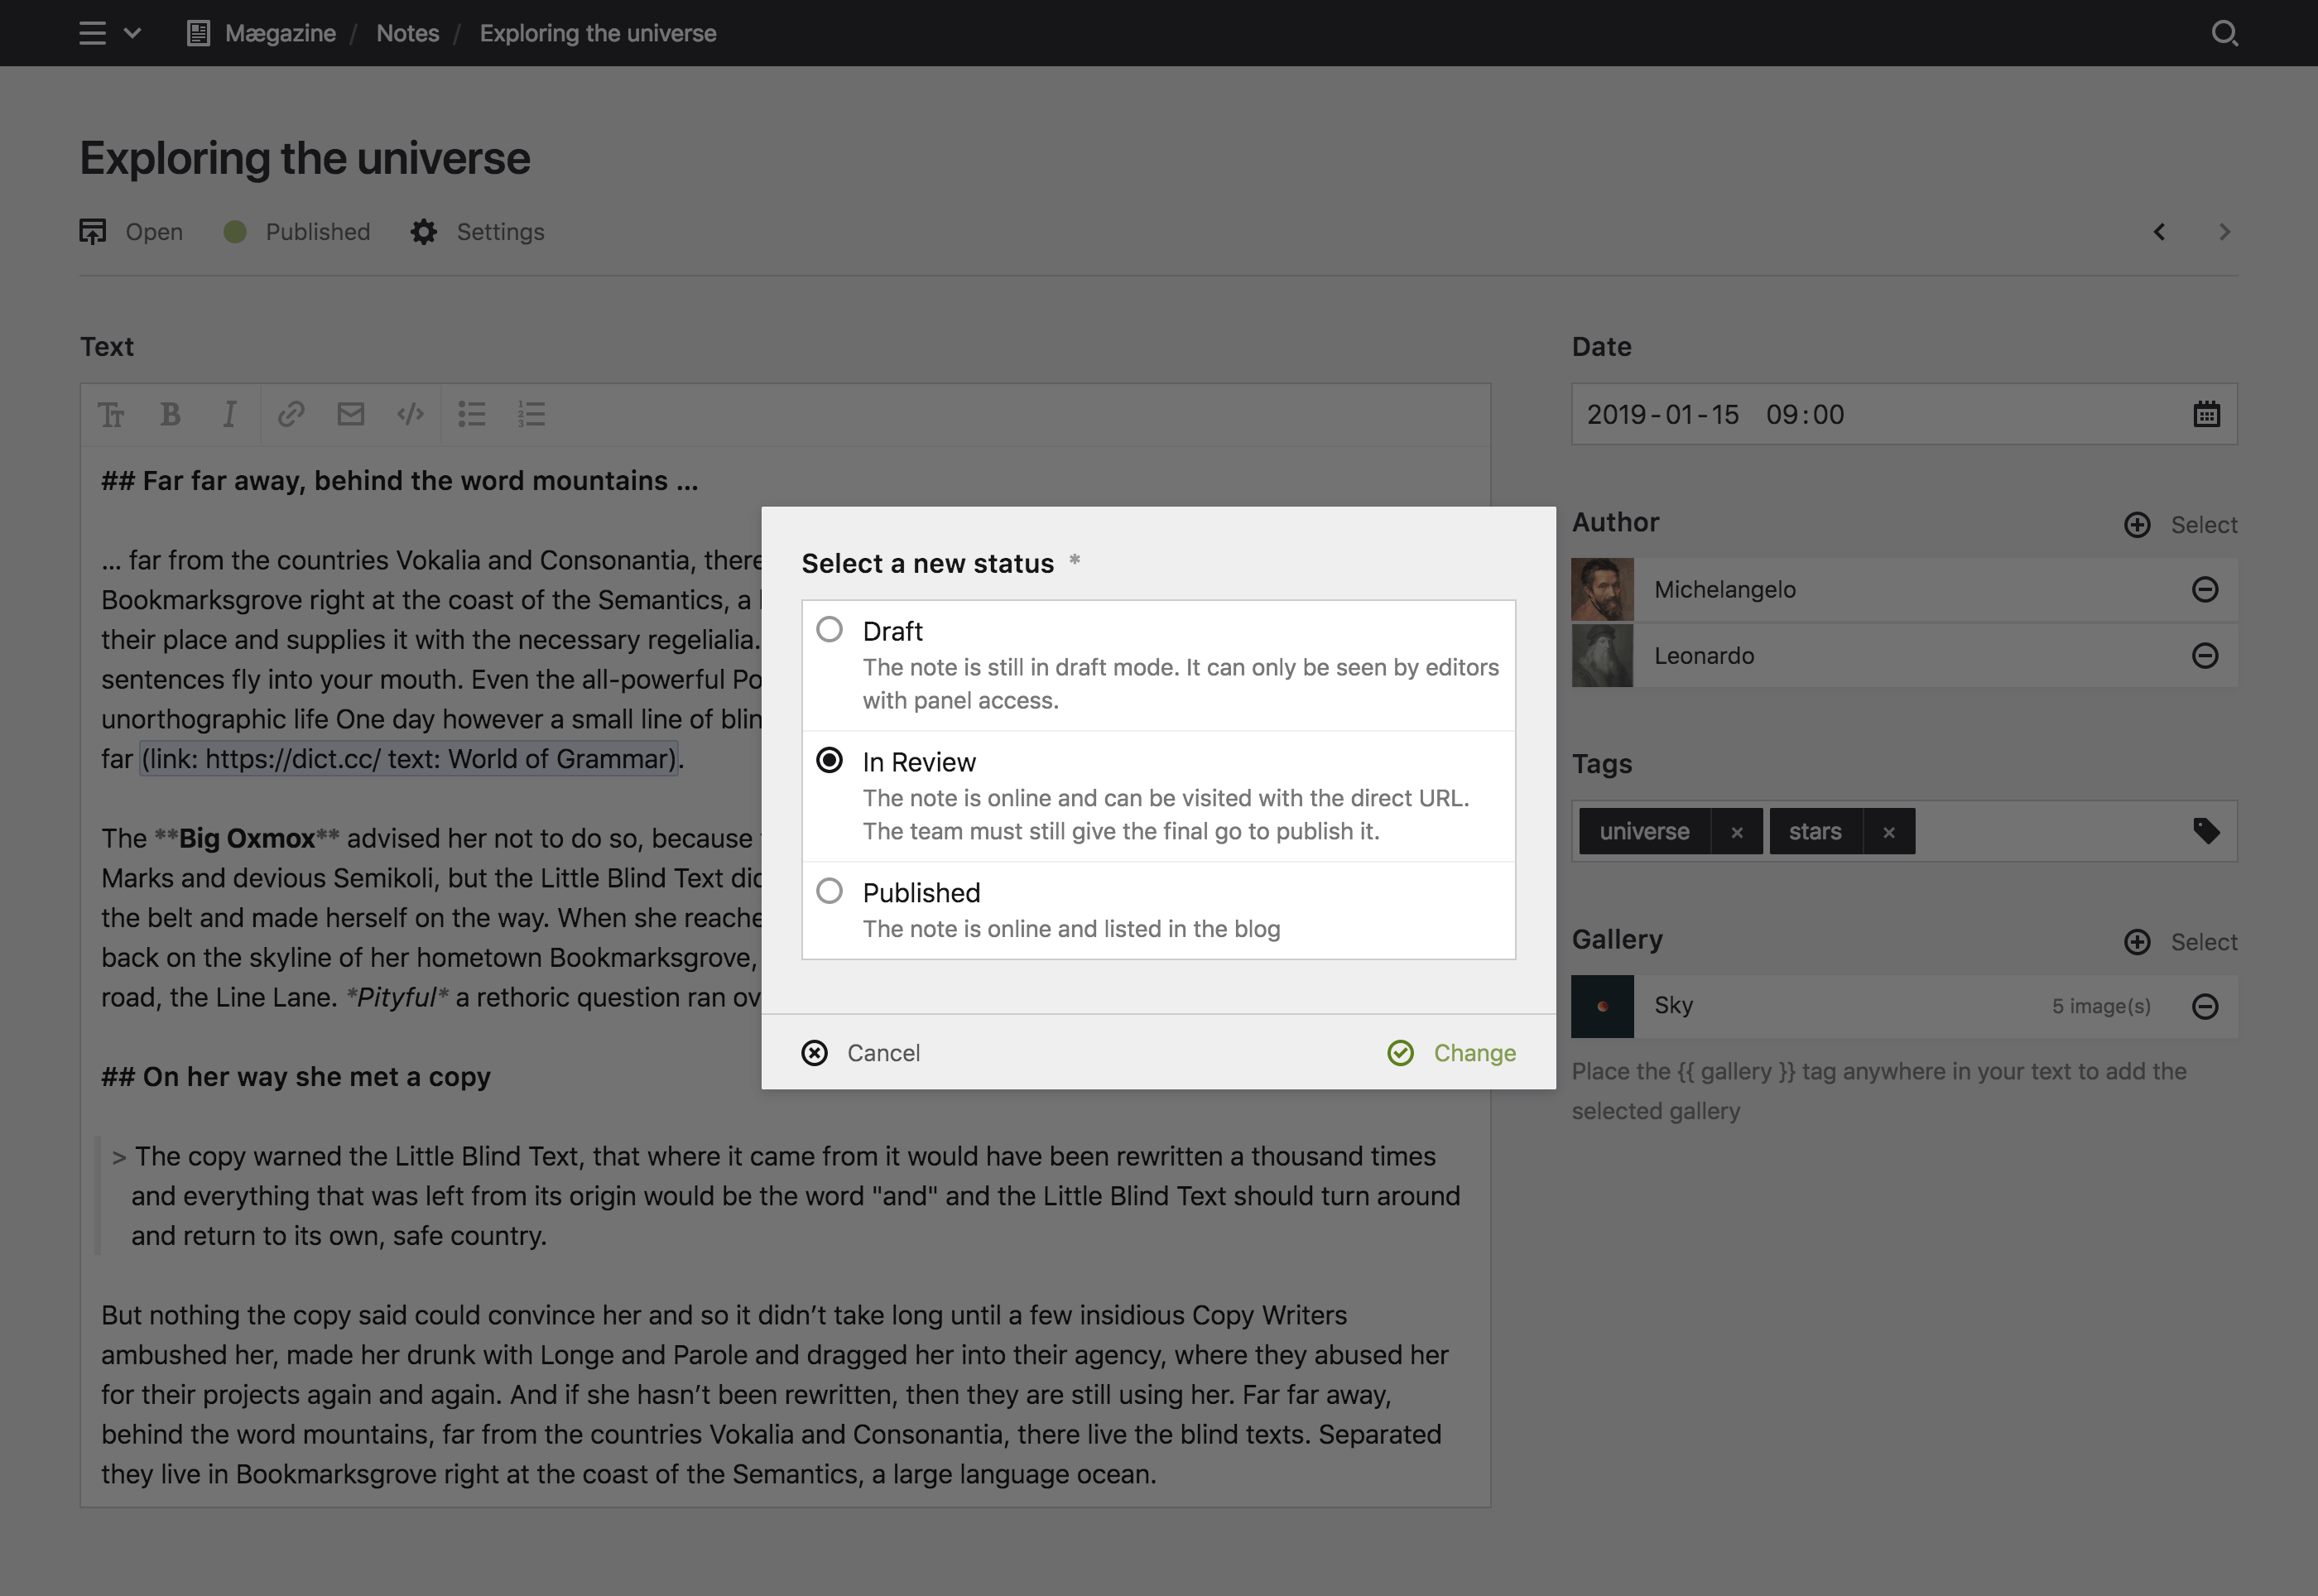 Mægazine / Notes / Exploring the universe
Exploring the universe
Open Published Settings
Text
## Far far away, behind the word mountains ...
... far from the countries Vokalia and Consonantia, there
Bookmarksgrove right at the coast of the Semantics, a
their place and supplies it with the necessary regelialia.
sentences fly into your mouth. Even the all-powerful Po
unorthographic life One day however a small line of blin
far (link: https://dict.cc/ text: World of Grammar).
The **Big Oxmox** advised her not to do so, because
Marks and devious Semikoli, but the Little Blind Text did
the belt and made herself on the way. When she reache
back on the skyline of her hometown Bookmarksgrove,
road, the Line Lane. *Pityful* a rethoric question ran ov
## On her way she met a copy
> The copy warned the Little Blind Text, that where it came from it would have been rewritten a thousand times
and everything that was left from its origin would be the word "and" and the Little Blind Text should turn around
and return to its own, safe country.
But nothing the copy said could convince her and so it didn’t take long until a few insidious Copy Writers
ambushed her, made her drunk with Longe and Parole and dragged her into their agency, where they abused her
for their projects again and again. And if she hasn’t been rewritten, then they are still using her. Far far away,
behind the word mountains, far from the countries Vokalia and Consonantia, there live the blind texts. Separated
they live in Bookmarksgrove right at the coast of the Semantics, a large language ocean.
Select a new status *
Draft
The note is still in draft mode. It can only be seen by editors
with panel access.
In Review
The note is online and can be visited with the direct URL.
The team must still give the final go to publish it.
Published
The note is online and listed in the blog
Cancel Change
Date
2019-01-15 09:00
Author Select
Michelangelo
Leonardo
Tags
universe × stars ×
Gallery Select
Sky 5 image(s)
Place the {{ gallery }} tag anywhere in your text to add the
selected gallery